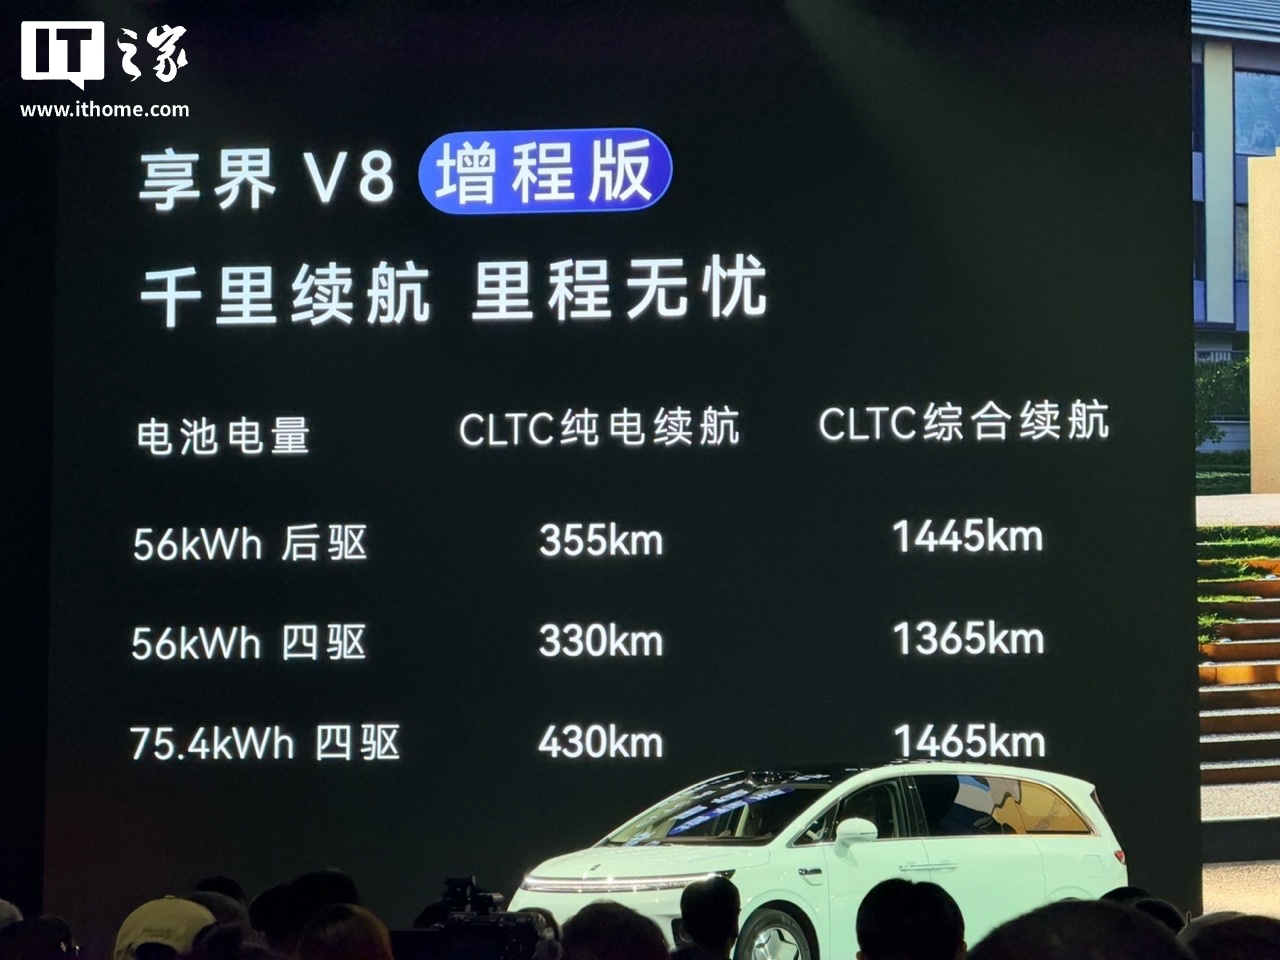 IT之家
www.ithome.com
享界 V8 增程版
千里续航 里程无忧
电池电量 CLTC纯电续航 CLTC综合续航
56kWh 后驱 355km 1445km
56kWh 四驱 330km 1365km
75.4kWh 四驱 430km 1465km